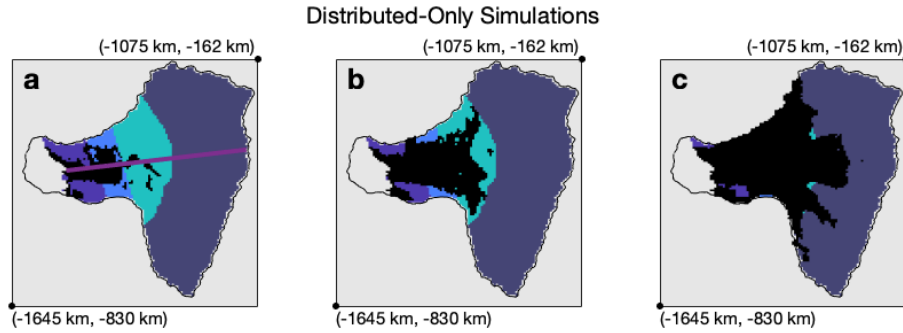 Distributed-Only Simulations
(-1075 km, -162 km) (-1075 km, -162 km) (-1075 km, -162 km)
a b c
(-1645 km, -830 km) (-1645 km, -830 km) (-1645 km, -830 km)